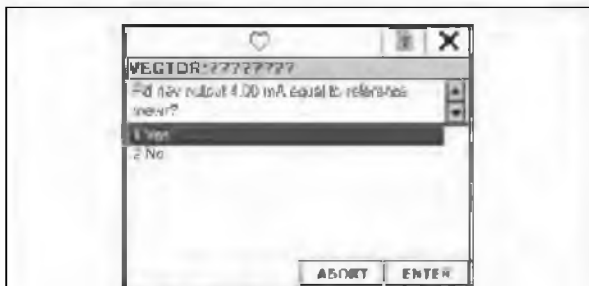 VECTOR:????????
Fld dev output 4.00 mA equal to reference
meter?
1 Yes
2 No
ABORT ENTER